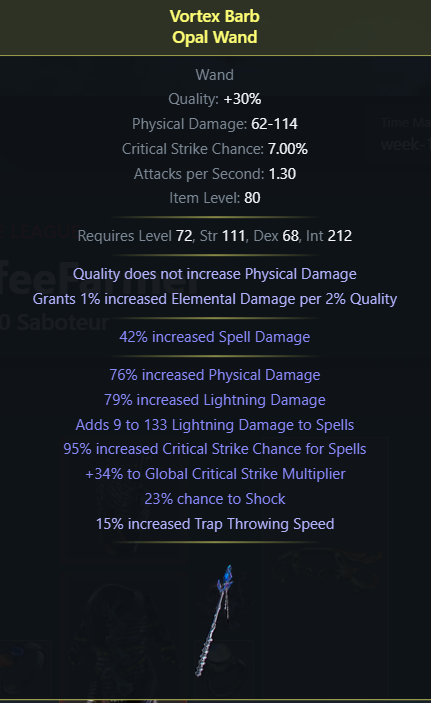 Vortex Barb
Opal Wand
Wand
Quality: +30%
Physical Damage: 62-114
Critical Strike Chance: 7.00%
Attacks per Second: 1.30
Item Level: 80
Requires Level 72, Str 111, Dex 68, Int 212
Quality does not increase Physical Damage
Grants 1% increased Elemental Damage per 2% Quality
42% increased Spell Damage
76% increased Physical Damage
79% increased Lightning Damage
Adds 9 to 133 Lightning Damage to Spells
95% increased Critical Strike Chance for Spells
+34% to Global Critical Strike Multiplier
23% chance to Shock
15% increased Trap Throwing Speed
0 Saboteur